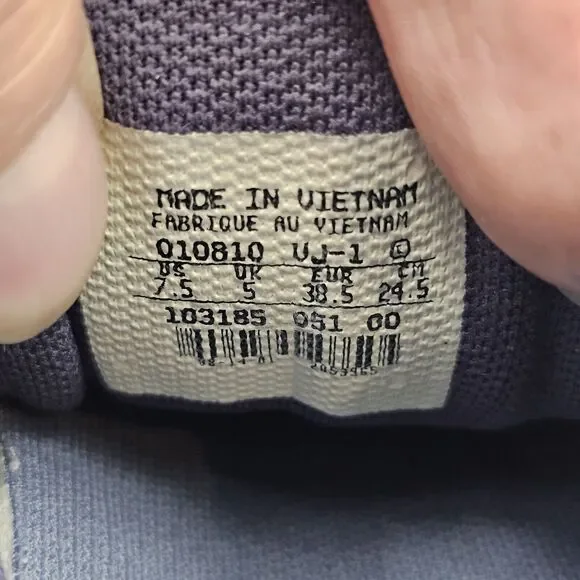 MADE IN VIETNAM
FABRIQUE AU VIETNAM
010810 VJ-1 ©
US UK EUR CM
7.5 5 38.5 24.5
103185 051 00